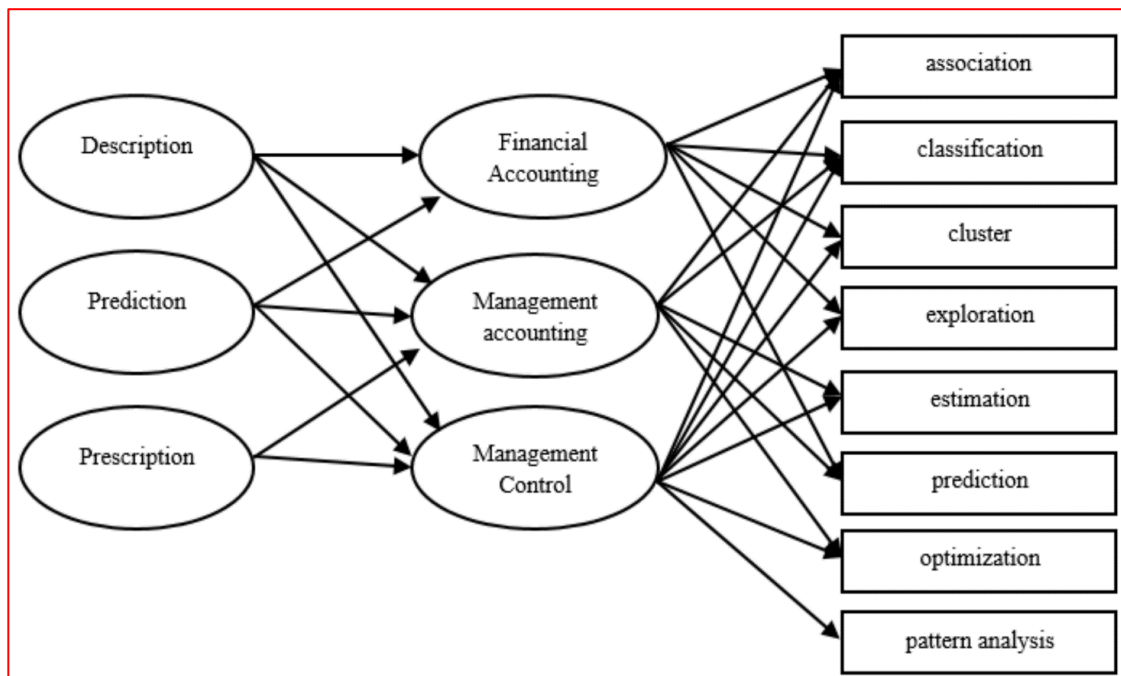 Description
Prediction
Prescription
Financial
Accounting
Management
accounting
Management
Control
association
classification
cluster
exploration
estimation
prediction
optimization
pattern analysis